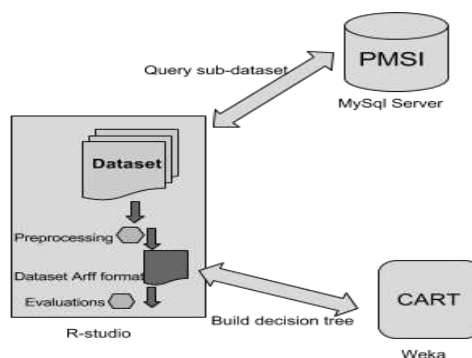 PMSI
Query sub-dataset
MySql Server
Dataset
Preprocessing
Dataset Arff format
Evaluations
R-studio
Build decision tree
CART
Weka